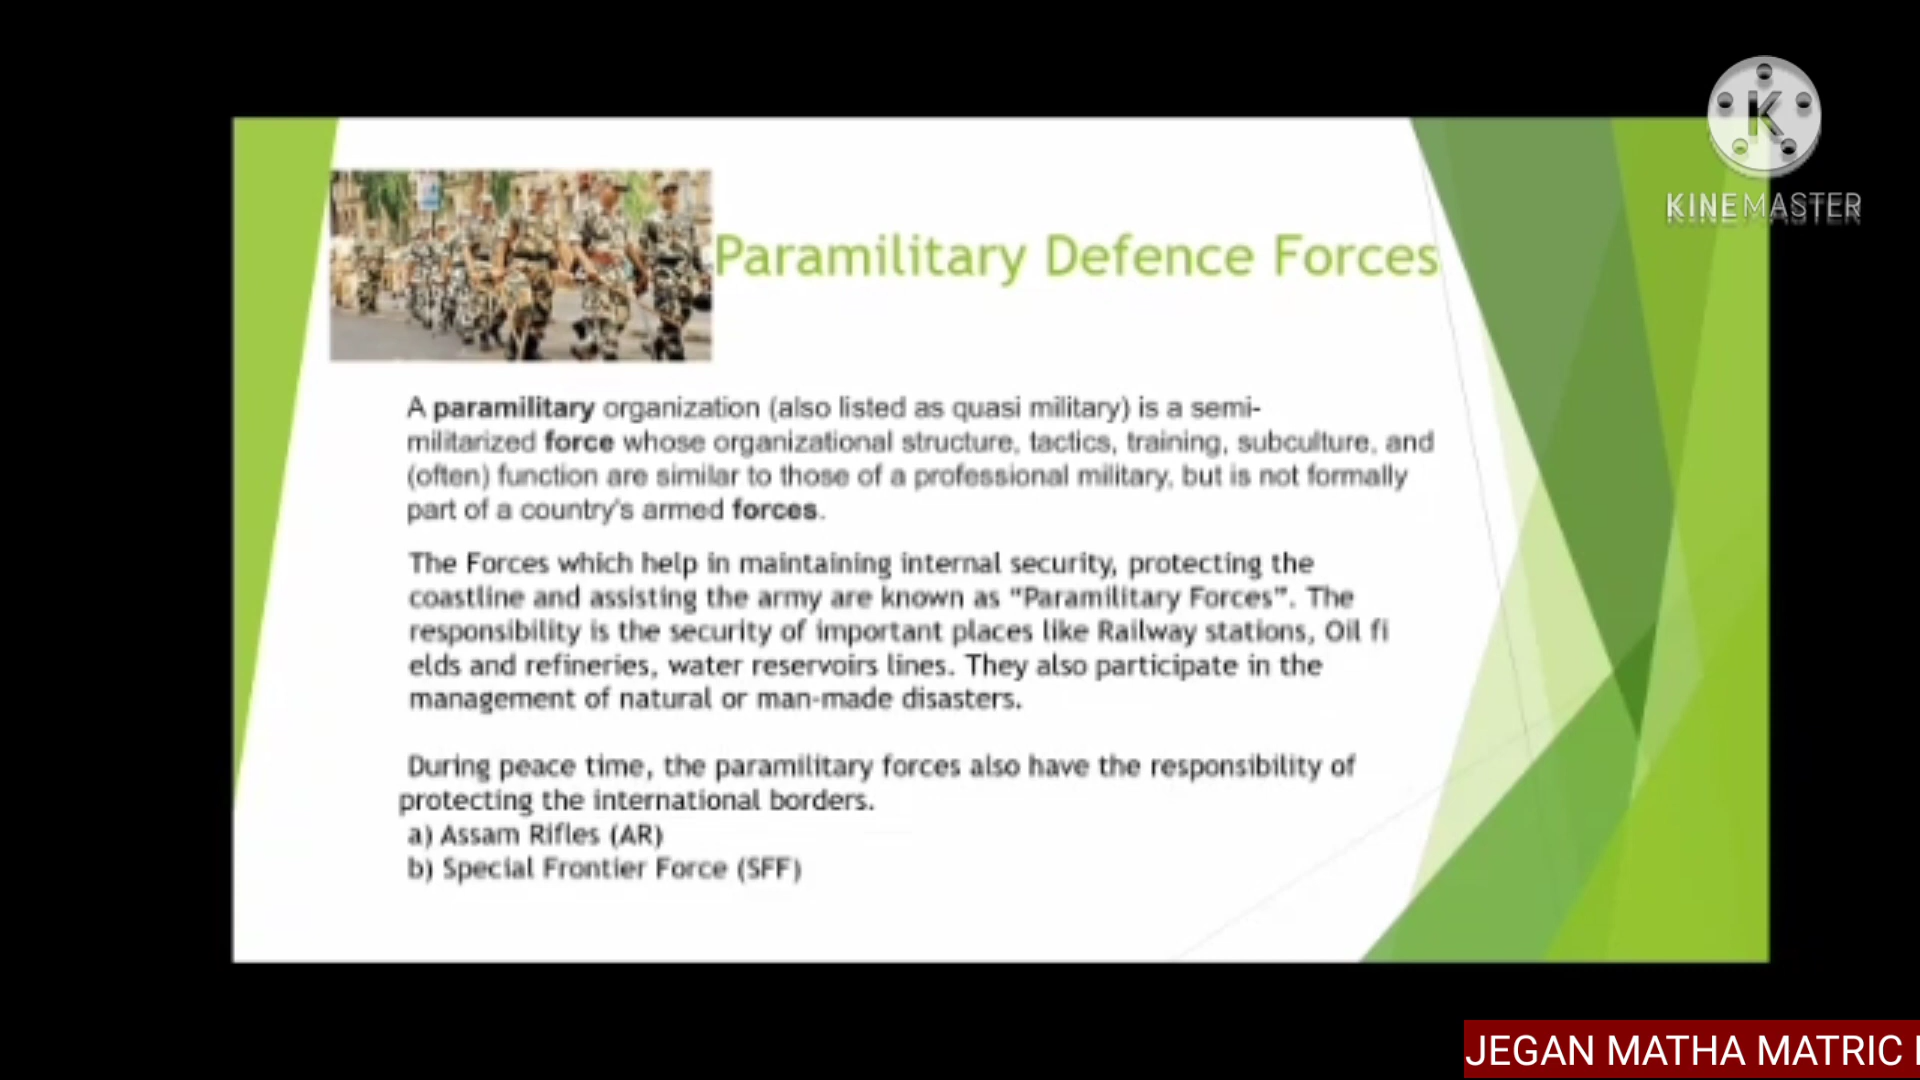 K
KINEMASTER
Paramilitary Defence Forces
A paramilitary organization (also listed as quasi military) is a semi-
militarized force whose organizational structure, tactics, training, subculture, and
(often) function are similar to those of a professional military, but is not formally
part of a country's armed forces.
The Forces which help in maintaining internal security, protecting the
coastline and assisting the army are known as “Paramilitary Forces”. The
responsibility is the security of important places like Railway stations, Oil fi
elds and refineries, water reservoirs lines. They also participate in the
management of natural or man-made disasters.
During peace time, the paramilitary forces also have the responsibility of
protecting the international borders.
a) Assam Rifles (AR)
b) Special Frontier Force (SFF)
JEGAN MATHA MATRIC